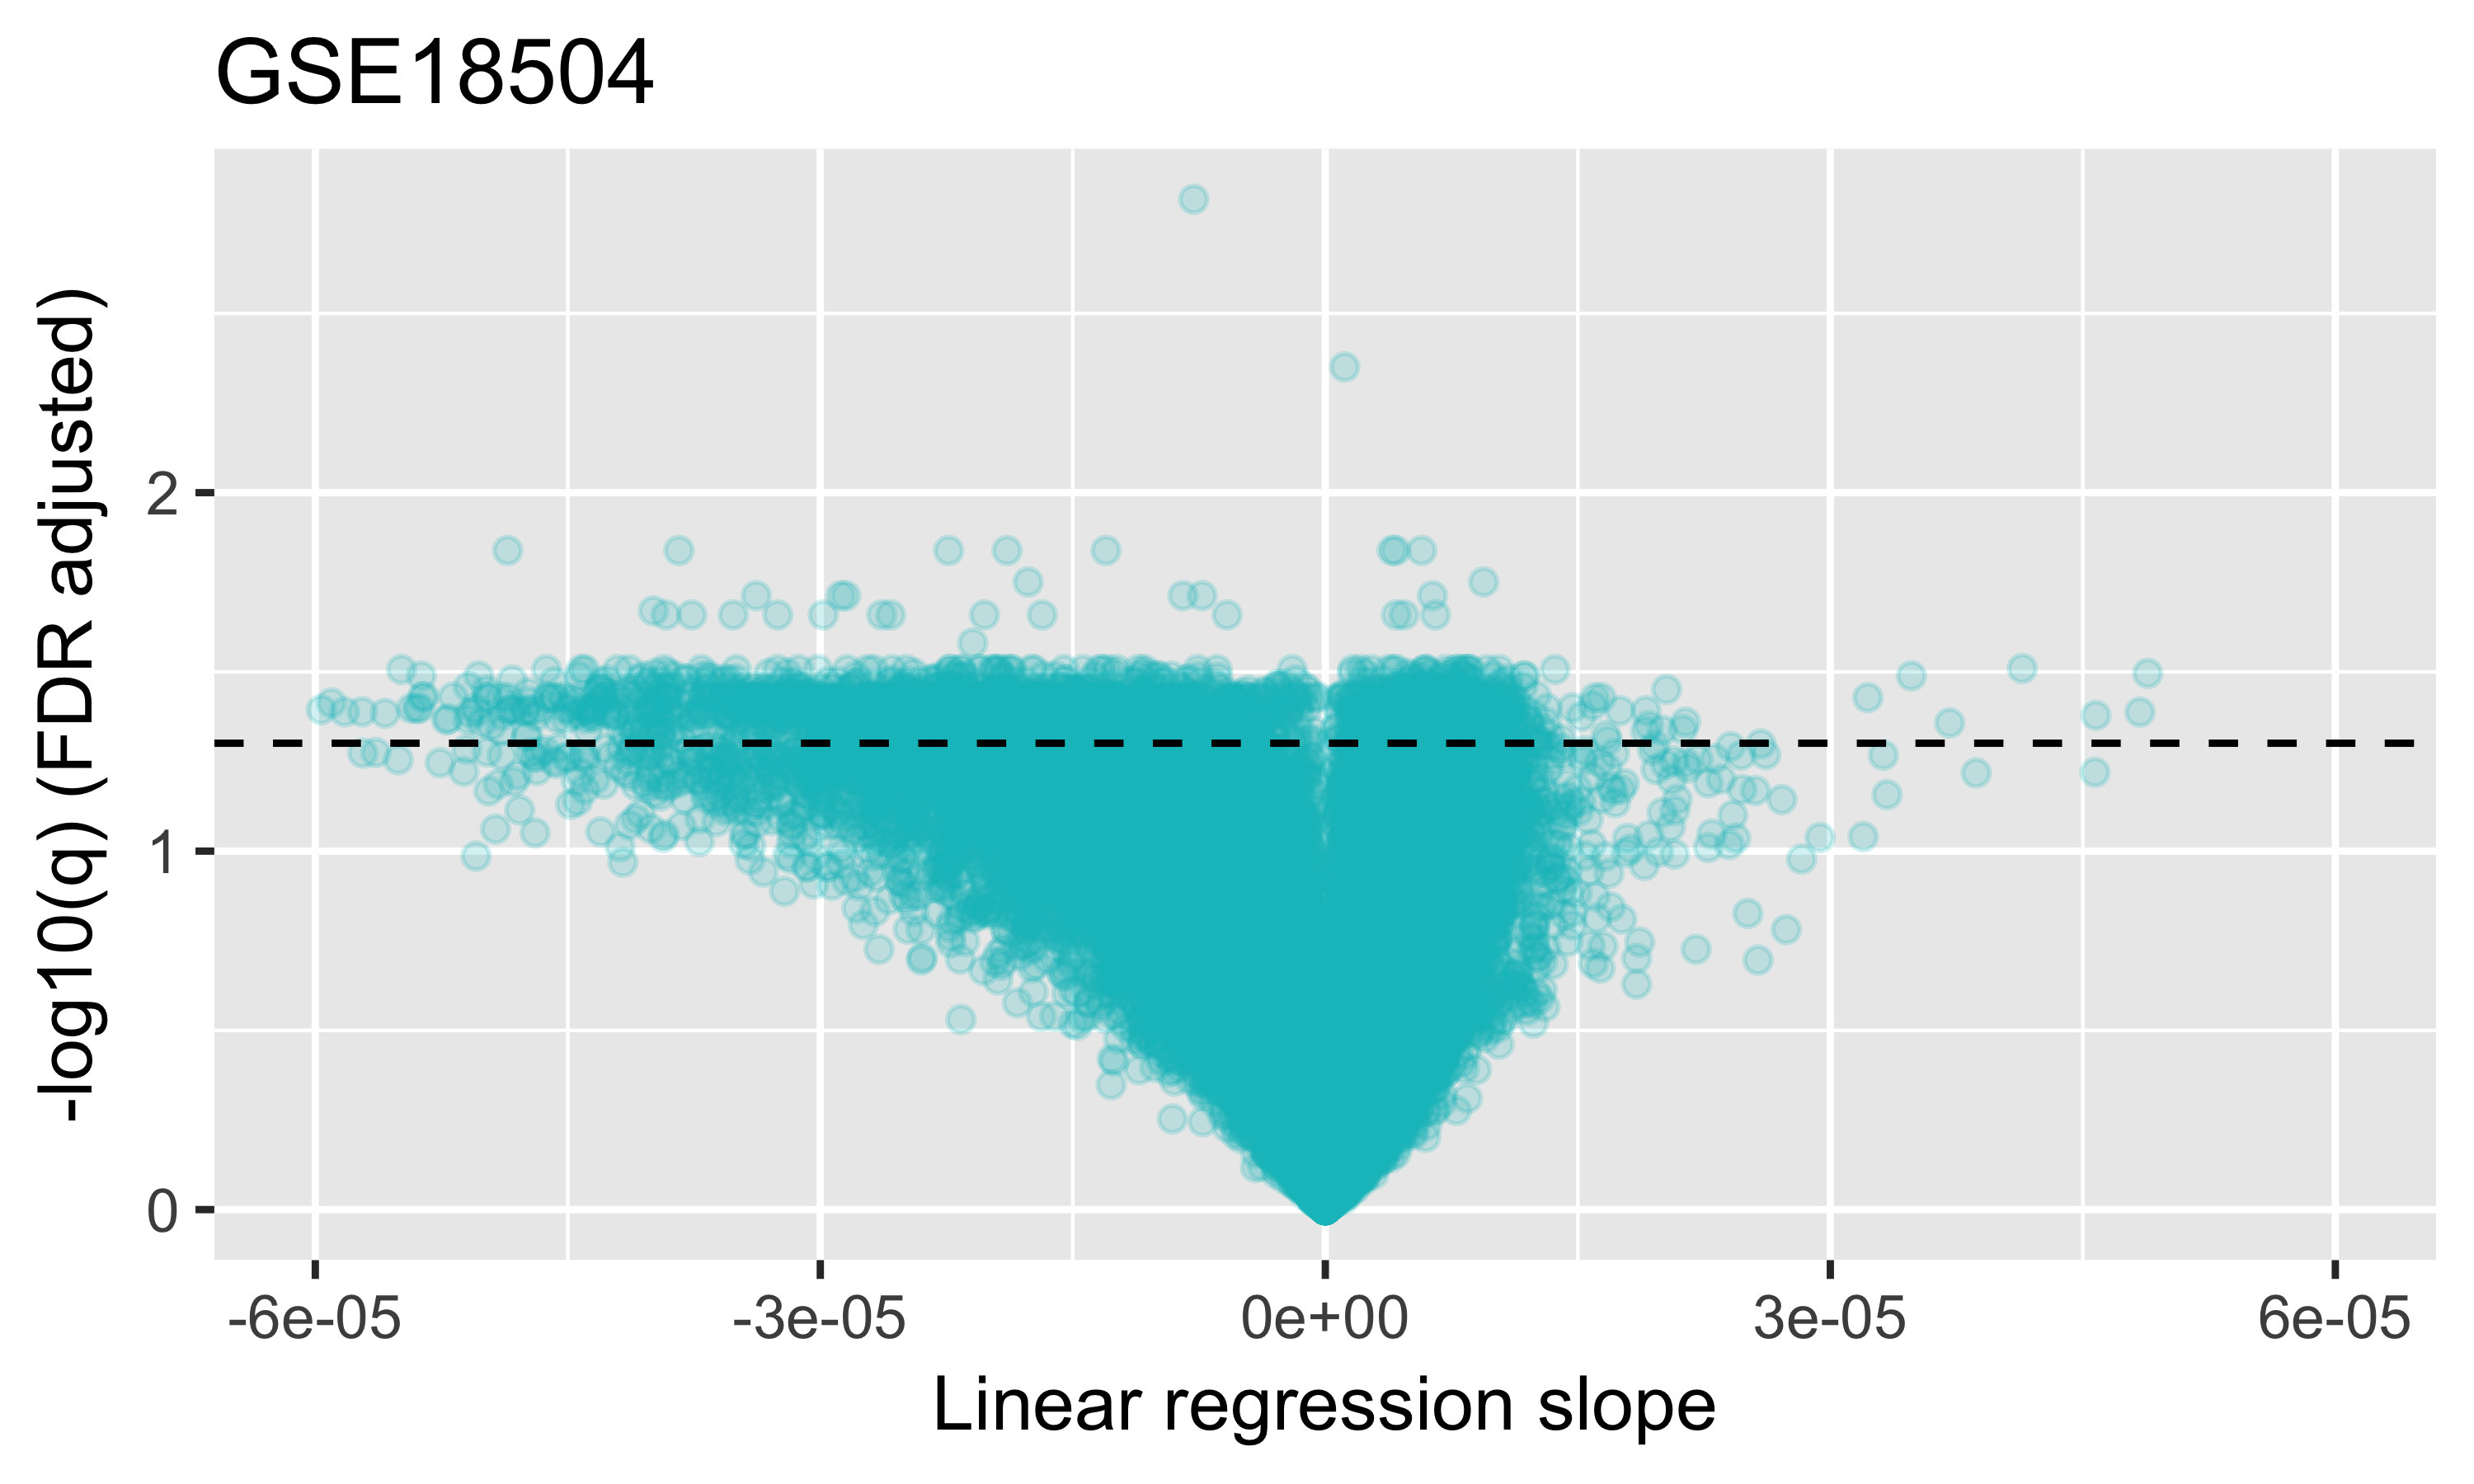 GSE18504
-log10(q) (FDR adjusted)
2
1
0
-6e-05
-3e-05
0e+00
3e-05
6e-05
Linear regression slope